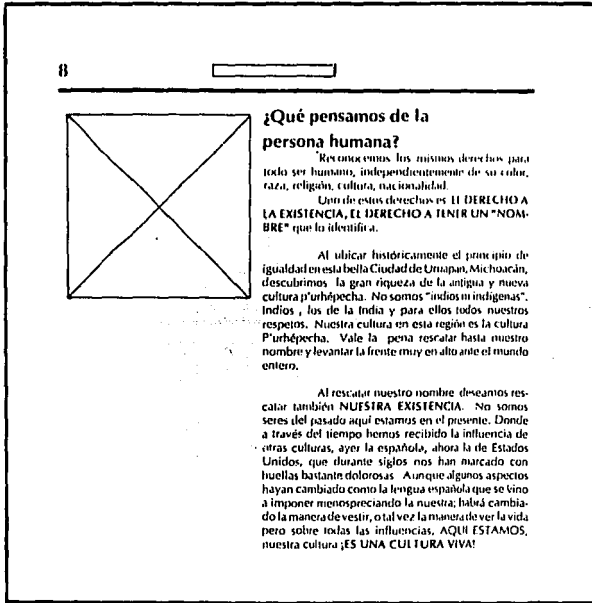 8
¿Qué pensamos de la
persona humana?
Reconocemos los mismos derechos para
todo ser humano, independientemente de su color,
raza, religión, cultura, nacionalidad.
Uno de estos derechos es EL DERECHO A
LA EXISTENCIA, EL DERECHO A TENER UN "NOM-
BRE" que lo identifica.
Al ubicar históricamente el principio de
igualdad en esta bella Ciudad de Uruapan, Michoacán,
descubrimos la gran riqueza de la antigua y nueva
cultura p'urhépecha. No somos "indios ni indígenas".
Indios , los de la India y para ellos todos nuestros
respetos. Nuestra cultura en esta región es la cultura
P'urhépecha. Vale la pena rescatar hasta nuestro
nombre y levantar la frente muy en alto ante el mundo
entero.
Al rescatar nuestro nombre deseamos res-
catar también NUESTRA EXISTENCIA. No somos
seres del pasado aquí estamos en el presente. Donde
a través del tiempo hemos recibido la influencia de
otras culturas, ayer la española, ahora la de Estados
Unidos, que durante siglos nos han marcado con
huellas bastante dolorosas Aunque algunos aspectos
hayan cambiado como la lengua española que se vino
a imponer menospreciando la nuestra; habrá cambia-
do la manera de vestir, o tal vez la manera de ver la vida
pero sobre todas las influencias, AQUI ESTAMOS,
nuestra cultura ¡ES UNA CULTURA VIVA!